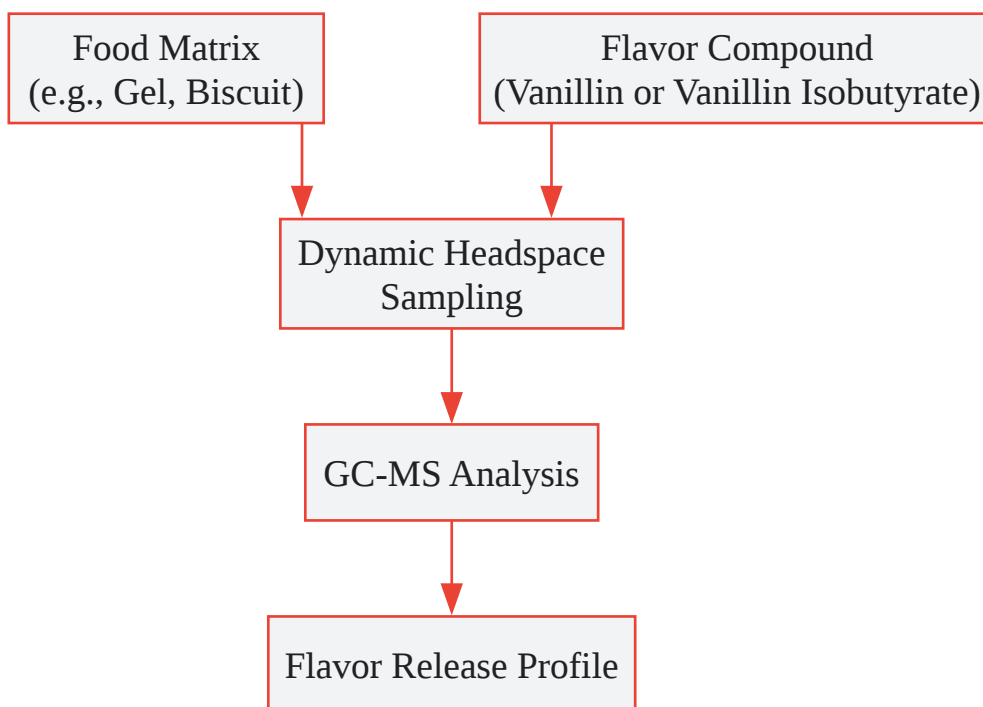 Food Matrix
(e.g., Gel, Biscuit)
Flavor Compound
(Vanillin or Vanillin Isobutyrate)
Dynamic Headspace
Sampling
GC-MS Analysis
Flavor Release Profile